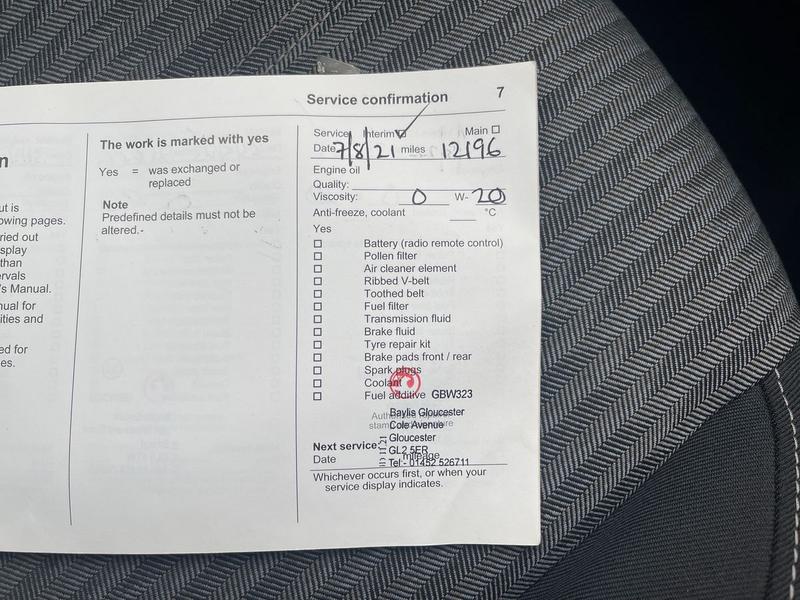 Service confirmation 7
n
ut is
owing pages.
ried out
splay
than
ervals
's Manual.
nual for
ities and
ed for
es.
The work is marked with yes
Yes = was exchanged or
replaced
Note
Predefined details must not be
altered.-
Service Interim Main
Date 7/8/21 miles 12196
Engine oil
Quality:
Viscosity: 0 W- 20
Anti-freeze, coolant °C
Yes
Battery (radio remote control)
Pollen filter
Air cleaner element
Ribbed V-belt
Toothed belt
Fuel filter
Transmission fluid
Brake fluid
Tyre repair kit
Brake pads front / rear
Spark plugs
Coolant
Fuel additive GBW323
Baylis Gloucester
stamp Cole Avenue
Gloucester
Next service:
GL2 5ER
Date mileage
Tel:- 01452 526711
Whichever occurs first, or when your
service display indicates.